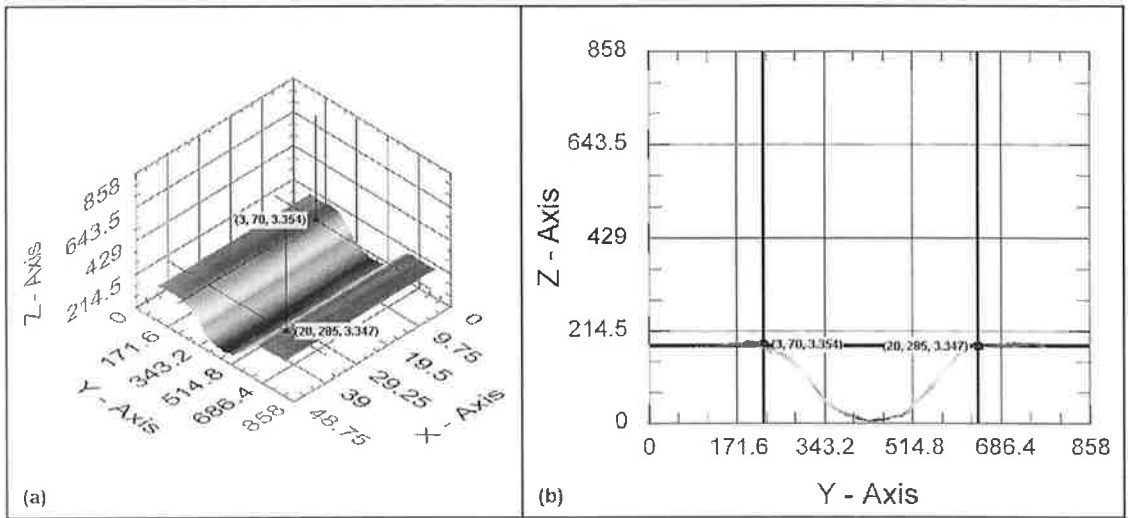 858
643.5
429
214.5
0
Z - Axis
(3, 70, 3.354)
(20, 285, 3.347)
171.6
343.2
514.8
686.4
858
Y - Axis
0
9.75
19.5
29.25
39
48.75
X - Axis
(a)
858
643.5
429
214.5
0
Z - Axis
(3, 70, 3.354)
(20, 285, 3.347)
0 171.6 343.2 514.8 686.4 858
Y - Axis
(b)